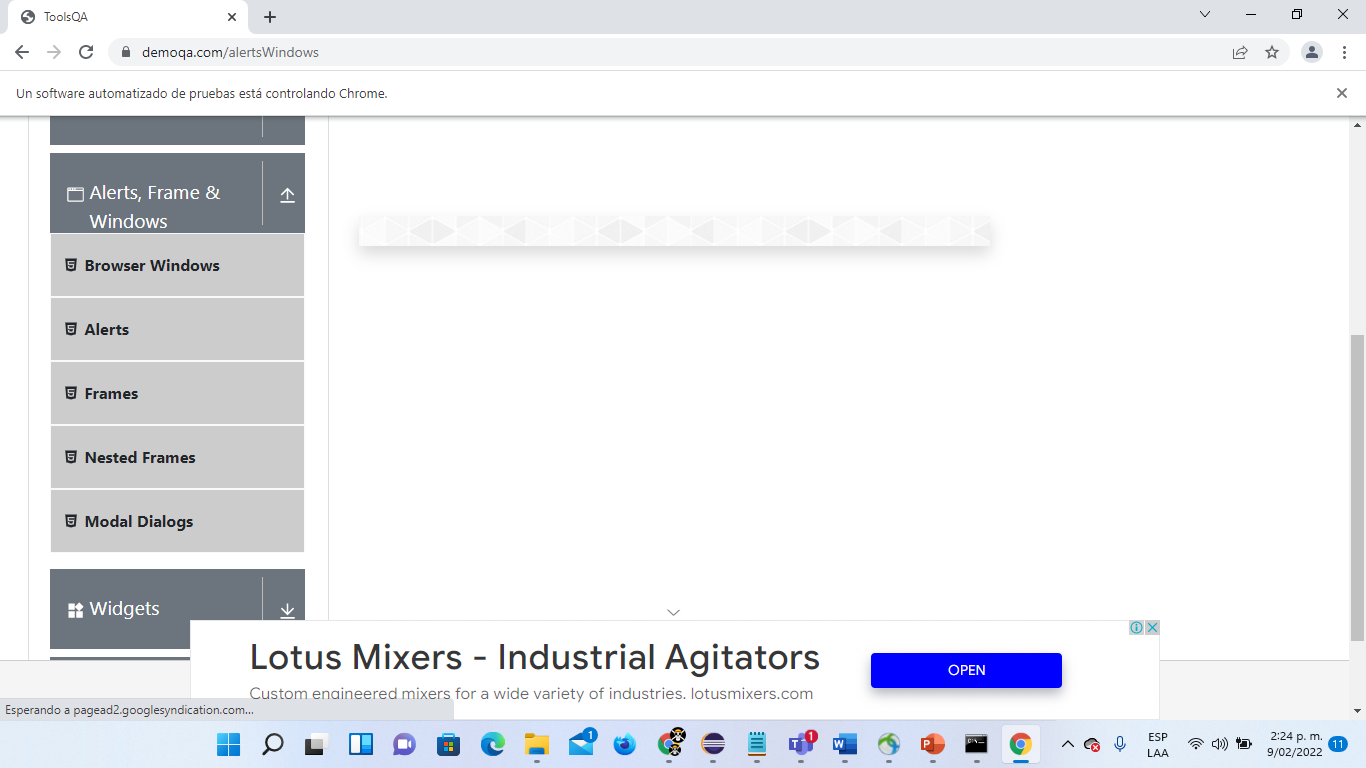 ToolsQA
demoqa.com/alertsWindows
Un software automatizado de pruebas está controlando Chrome.
Alerts, Frame &
Windows
Browser Windows
Alerts
Frames
Nested Frames
Modal Dialogs
Widgets
Lotus Mixers - Industrial Agitators
Custom engineered mixers for a wide variety of industries. lotusmixers.com
OPEN
Esperando a pagead2.googlesyndication.com...
1
1
ESP
LAA
2:24 p. m.
9/02/2022
11